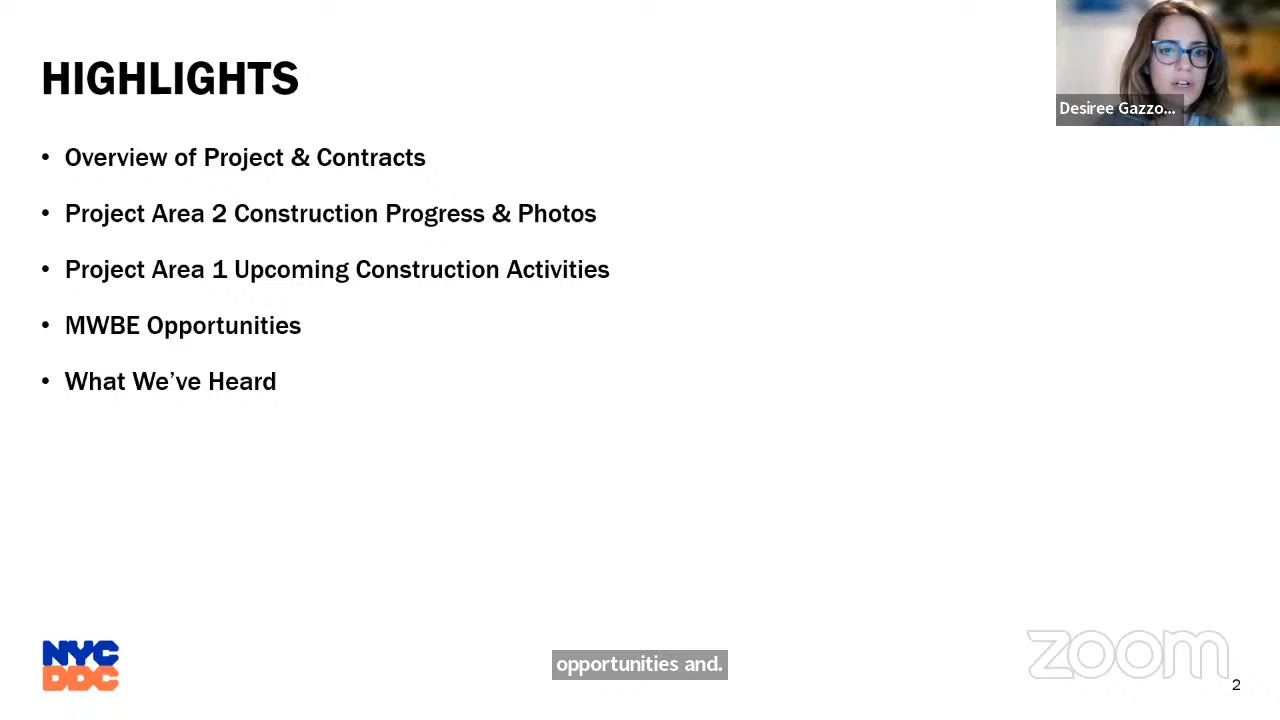 HIGHLIGHTS
Desiree Gazzo...
• Overview of Project & Contracts
• Project Area 2 Construction Progress & Photos
• Project Area 1 Upcoming Construction Activities
• MWBE Opportunities
• What We’ve Heard
NYC
DDC
opportunities and.
zoom
2